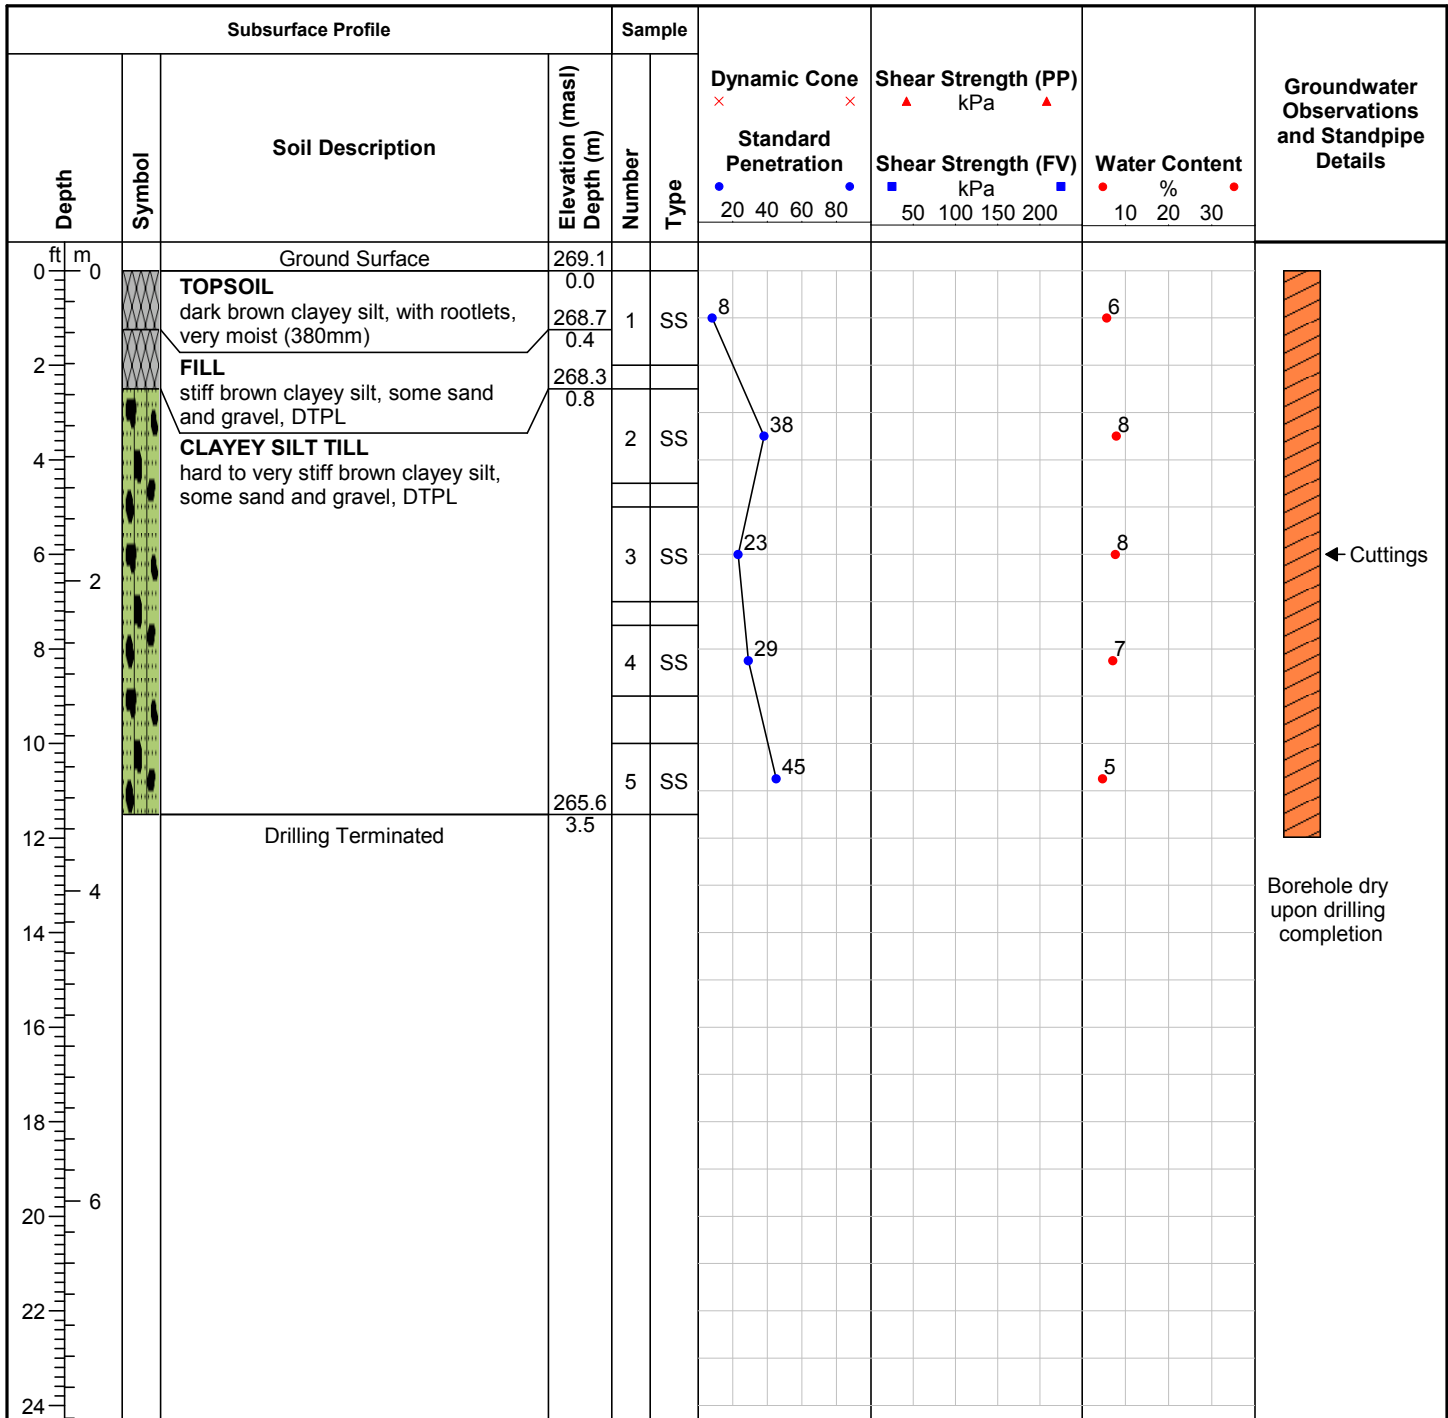 Subsurface Profile
Sample
Depth
Symbol
Soil Description
Elevation (masl)
Depth (m)
Number
Type
Dynamic Cone
Standard
Penetration
20 40 60 80
Shear Strength (PP)
kPa
Shear Strength (FV)
kPa
50 100 150 200
Water Content
%
10 20 30
Groundwater
Observations
and Standpipe
Details
ft m
0 0
2
4
6
2
8
10
12
4
14
16
18
6
20
22
24
Ground Surface
269.1
0.0
TOPSOIL
dark brown clayey silt, with rootlets,
very moist (380mm)
268.7
0.4
FILL
stiff brown clayey silt, some sand
and gravel, DTPL
268.3
0.8
CLAYEY SILT TILL
hard to very stiff brown clayey silt,
some sand and gravel, DTPL
265.6
3.5
Drilling Terminated
1 SS 8 6
2 SS 38 8
3 SS 23 8
4 SS 29 7
5 SS 45 5
Cuttings
Borehole dry
upon drilling
completion